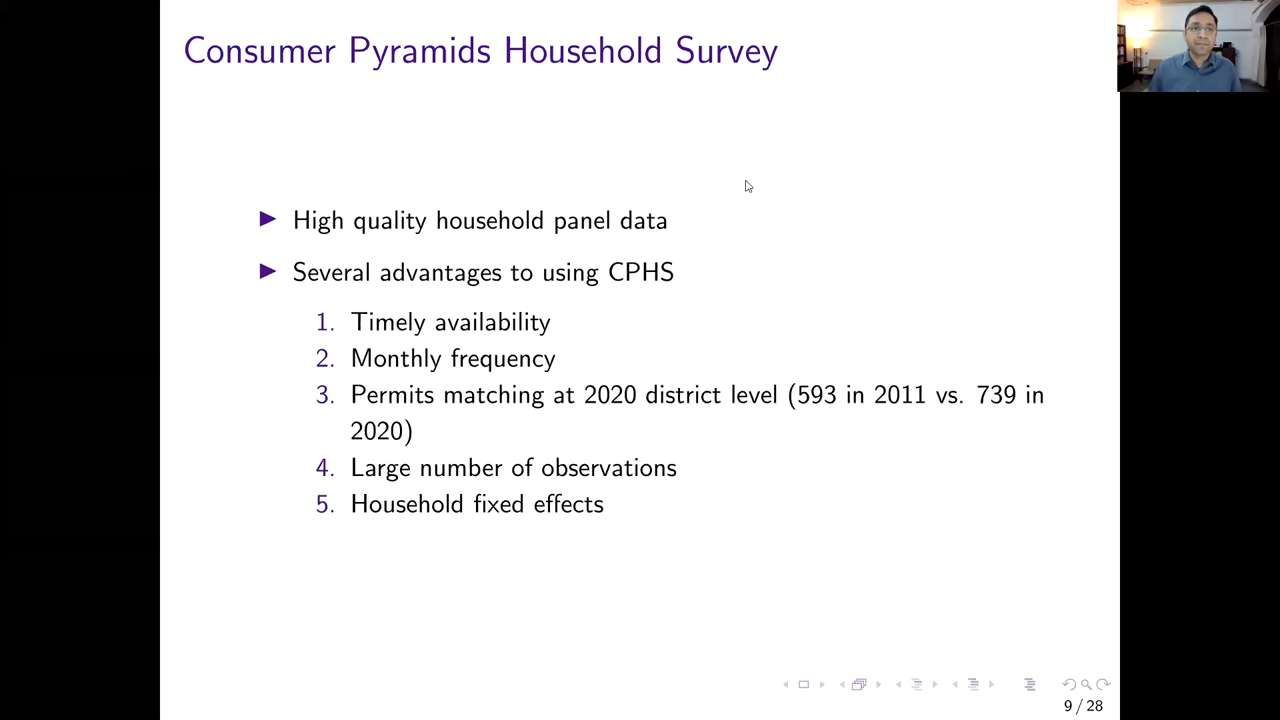 Consumer Pyramids Household Survey
High quality household panel data
Several advantages to using CPHS
1. Timely availability
2. Monthly frequency
3. Permits matching at 2020 district level (593 in 2011 vs. 739 in
2020)
4. Large number of observations
5. Household fixed effects
9 / 28